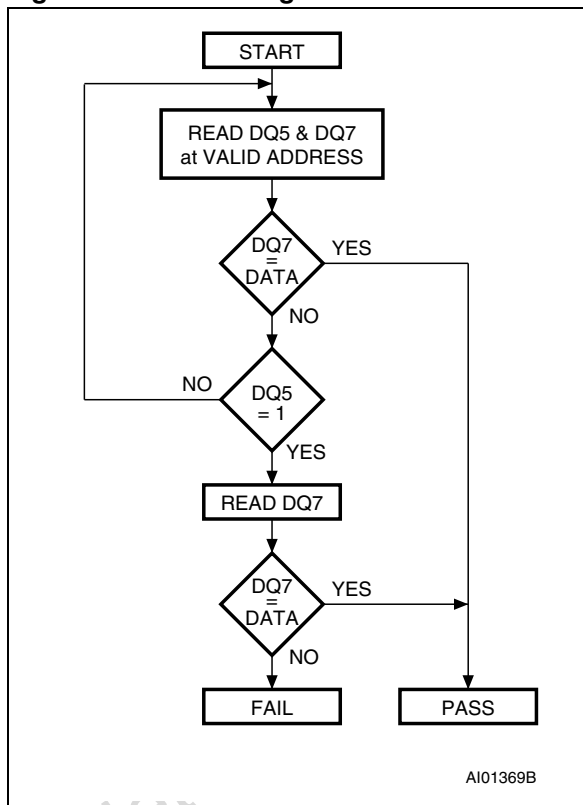 START
READ DQ5 & DQ7
at VALID ADDRESS
DQ7
=
DATA
YES
NO
NO
DQ5
= 1
YES
READ DQ7
DQ7
=
DATA
YES
NO
FAIL
PASS
AI01369B